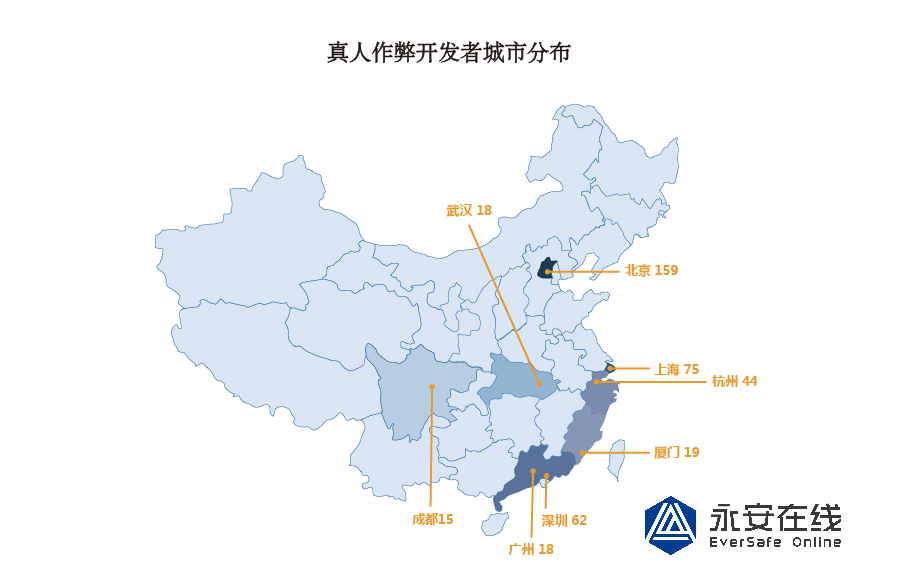 真人作弊开发者城市分布
武汉 18
北京 159
上海 75
杭州 44
厦门 19
成都15
深圳 62
广州 18
永安在线
EverSafe Online